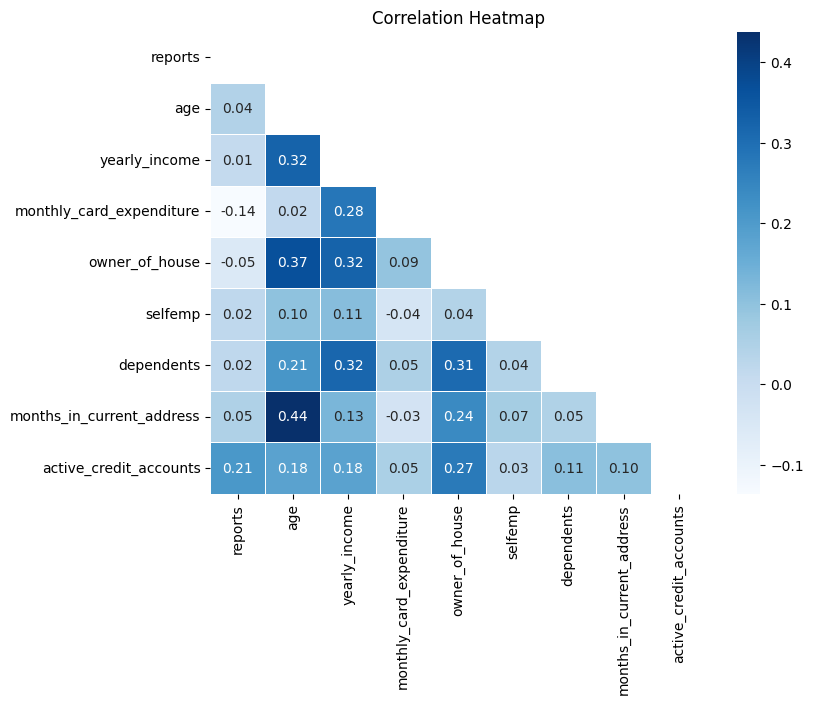 Correlation Heatmap
reports
age
0.04
yearly_income
0.01 0.32
monthly_card_expenditure
-0.14 0.02 0.28
owner_of_house
-0.05 0.37 0.32 0.09
selfemp
0.02 0.10 0.11 -0.04 0.04
dependents
0.02 0.21 0.32 0.05 0.31 0.04
months_in_current_address
0.05 0.44 0.13 -0.03 0.24 0.07 0.05
active_credit_accounts
0.21 0.18 0.18 0.05 0.27 0.03 0.11 0.10
reports
age
yearly_income
monthly_card_expenditure
owner_of_house
selfemp
dependents
months_in_current_address
active_credit_accounts
0.4
0.3
0.2
0.1
0.0
−0.1